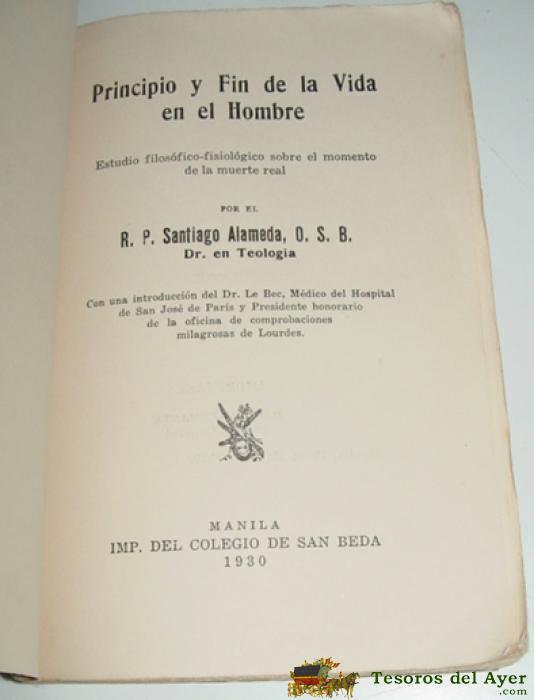 Principio y Fin de la Vida
en el Hombre
Estudio filosófico-fisiológico sobre el momento
de la muerte real
POR EL
R. P. Santiago Alameda, O. S. B.
Dr. en Teologia
Con una introducción del Dr. Le Bec, Médico del Hospital
de San José de Paris y Presidente honorario
de la oficina de comprobaciones
milagrosas de Lourdes.
MANILA
IMP. DEL COLEGIO DE SAN BEDA
1930
Tesoros del Ayer
.com